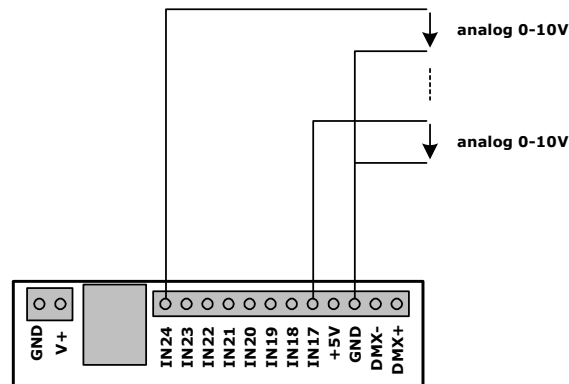 analog 0-10V
analog 0-10V
GND
V+
IN24
IN23
IN22
IN21
IN20
IN19
IN18
IN17
+5V
GND
DMX-
DMX+